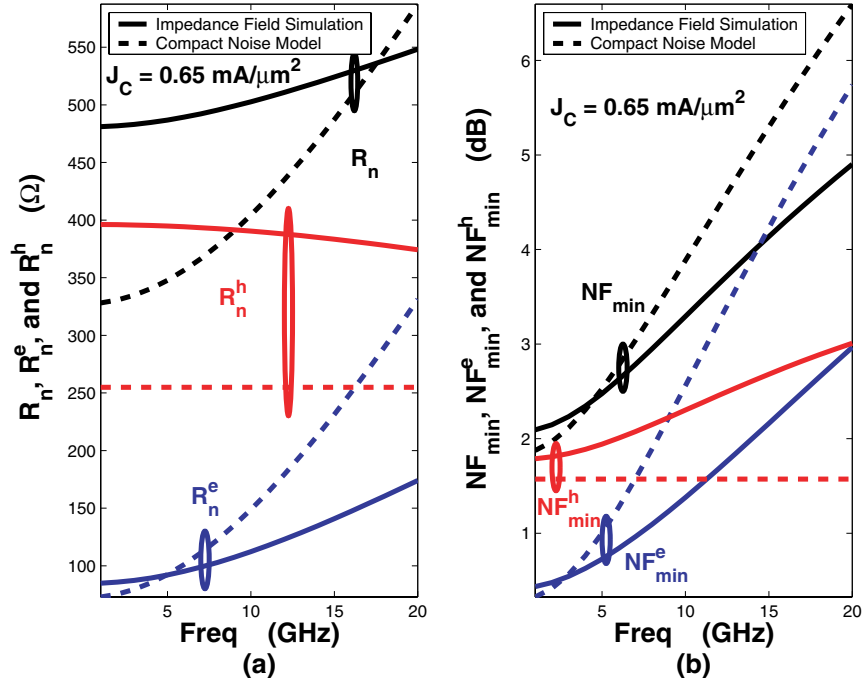 Impedance Field Simulation
Compact Noise Model
J_C = 0.65 mA/μm^2
R_n
R_n^h
R_n^e
R_n, R_n^e, and R_n^h (Ω)
550
500
450
400
350
300
250
200
150
100
5
10
15
20
Freq (GHz)
(a)
Impedance Field Simulation
Compact Noise Model
J_C = 0.65 mA/μm^2
NF_min
NF_min^h
NF_min^e
NF_min, NF_min^e, and NF_min^h (dB)
6
5
4
3
2
1
5
10
15
20
Freq (GHz)
(b)